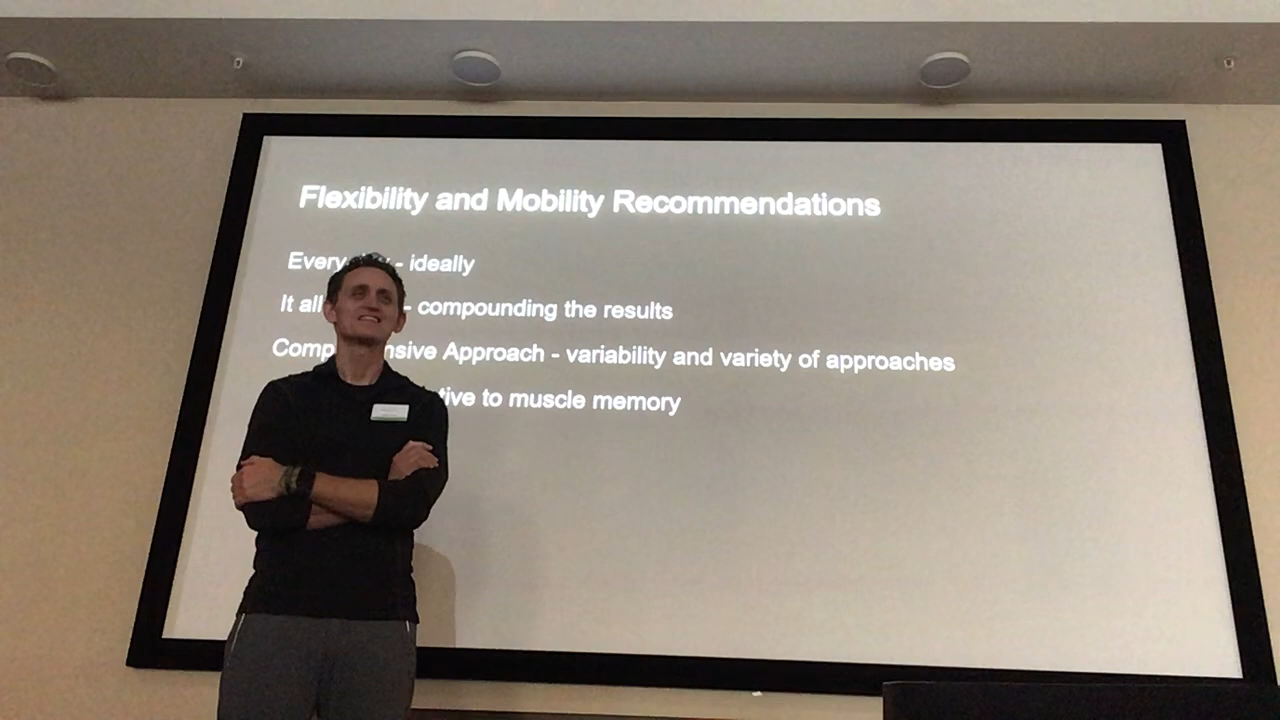 Flexibility and Mobility Recommendations
Every - ideally
It all - compounding the results
Comp nsive Approach - variability and variety of approaches
tive to muscle memory